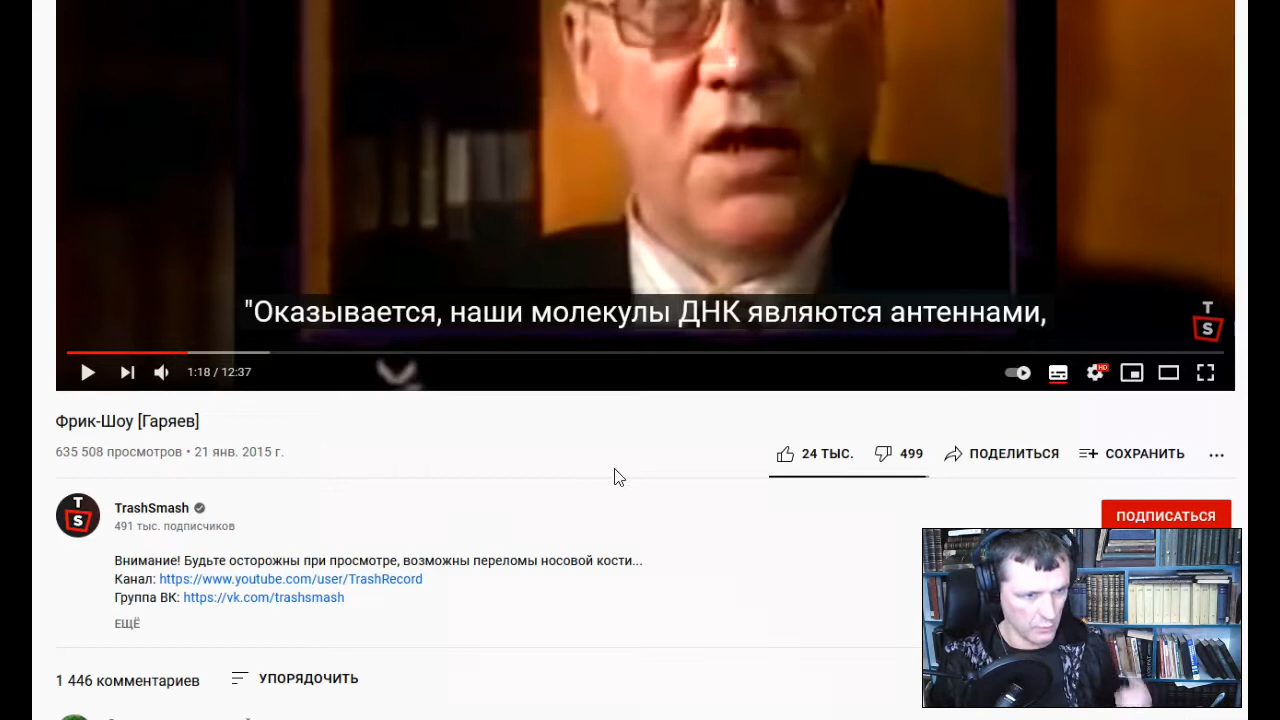 "Оказывается, наши молекулы ДНК являются антеннами,
T
S
1:18 / 12:37
HD
Фрик-Шоу [Гаряев]
635 508 просмотров • 21 янв. 2015 г.
24 ТЫС.
499
ПОДЕЛИТЬСЯ
СОХРАНИТЬ
T
S
TrashSmash
491 тыс. подписчиков
ПОДПИСАТЬСЯ
Внимание! Будьте осторожны при просмотре, возможны переломы носовой кости...
Канал: https://www.youtube.com/user/TrashRecord
Группа ВК: https://vk.com/trashsmash
ЕЩЁ
1 446 комментариев
УПОРЯДОЧИТЬ